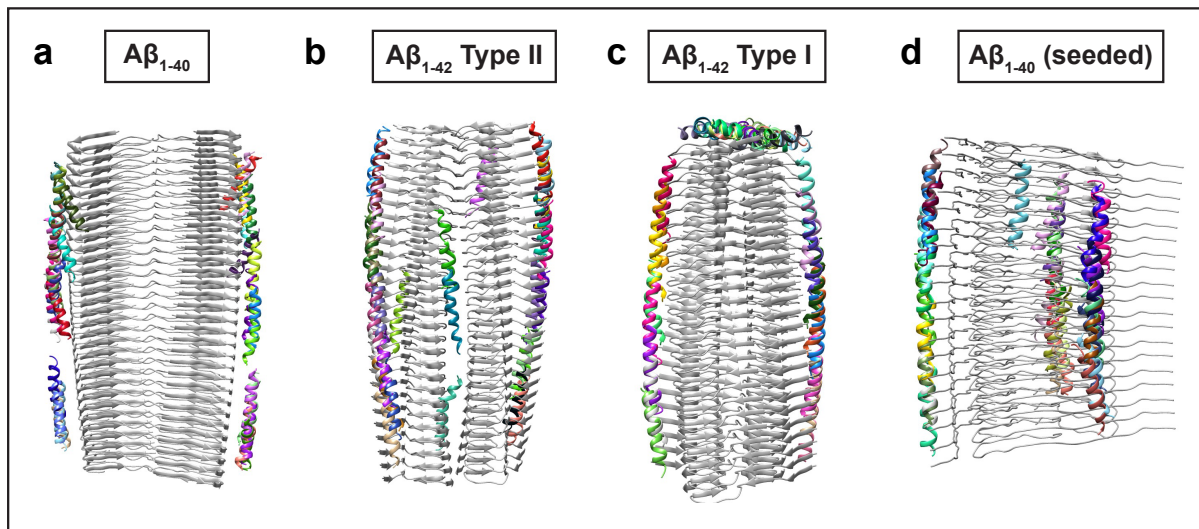 a
Aβ1-40
b
Aβ1-42 Type II
c
Aβ1-42 Type I
d
Aβ1-40 (seeded)